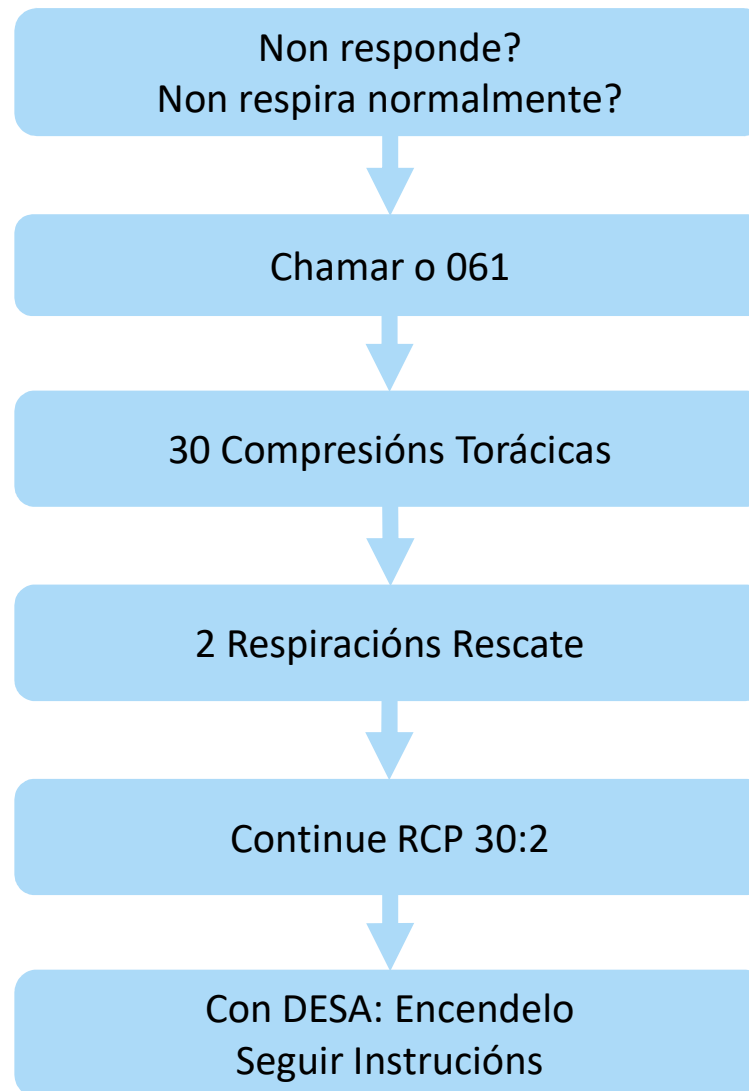 Non responde?
Non respira normalmente?
Chamar o 061
30 Compresións Torácicas
2 Respiracións Rescate
Continue RCP 30:2
Con DESA: Encendelo
Seguir Instrucións